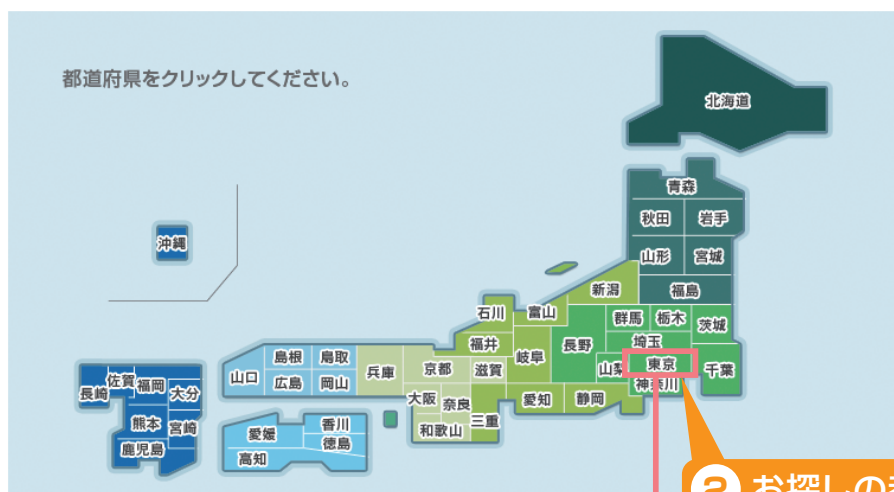 都道府県をクリックしてください。
北海道
青森
秋田
岩手
山形
宮城
福島
沖縄
新潟
石川
富山
福井
岐阜
長野
群馬
栃木
茨城
埼玉
山梨
東京
千葉
神奈川
愛知
静岡
三重
京都
滋賀
兵庫
大阪
奈良
和歌山
島根
鳥取
山口
広島
岡山
香川
愛媛
徳島
高知
佐賀
福岡
長崎
大分
熊本
宮崎
鹿児島
2 お探しの